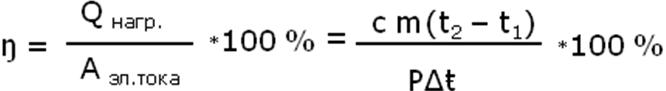 ŋ = Q нагр. / A эл.тока *100 % = c m (t₂ – t₁) / PΔt *100 %